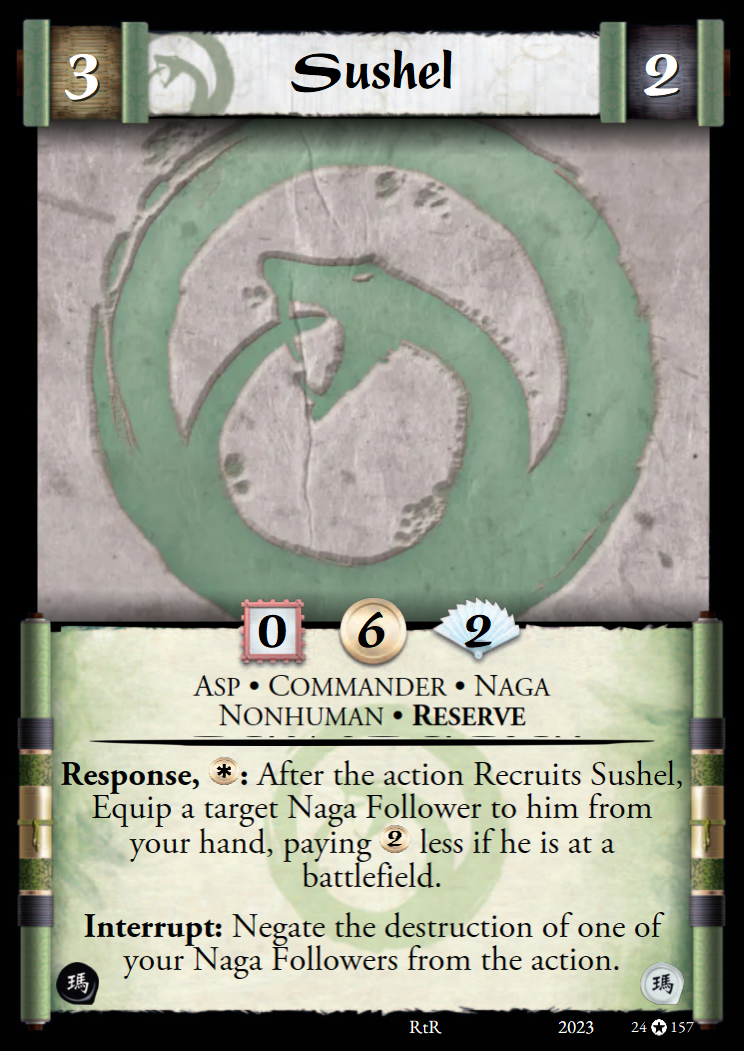 3 Sushel 2
0 6 2
ASP • COMMANDER • NAGA
NONHUMAN • RESERVE
Response, *: After the action Recruits Sushel,
Equip a target Naga Follower to him from
your hand, paying 2 less if he is at a
battlefield.
Interrupt: Negate the destruction of one of
your Naga Followers from the action.
瑪 瑪
RtR 2023 24 ✪ 157